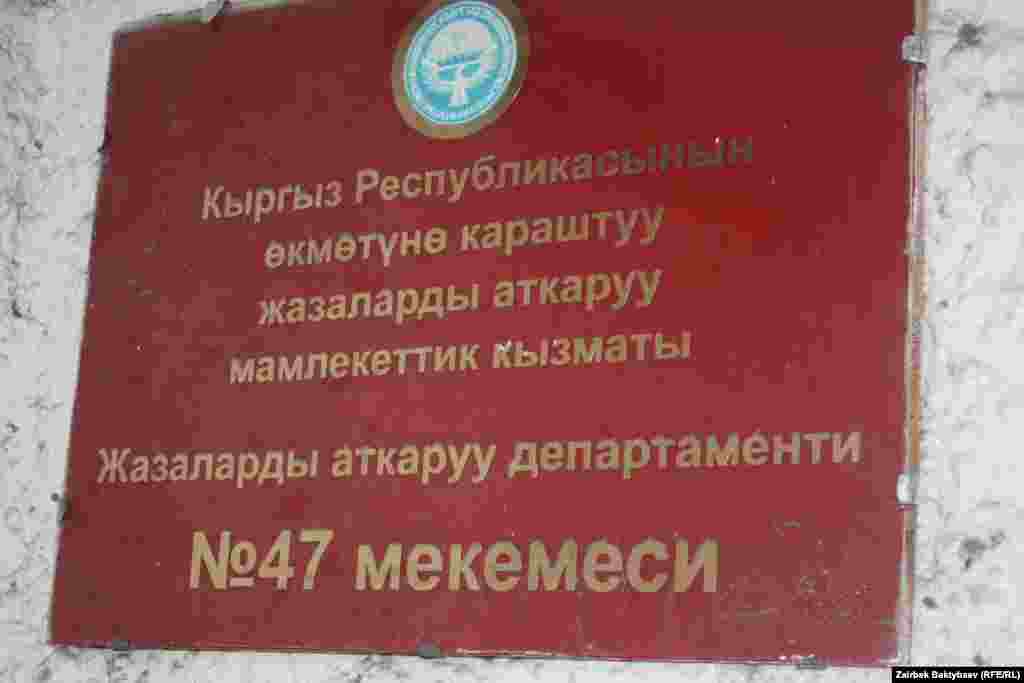 Кыргыз Республикасынын
өкмөтүнө караштуу
жазаларды аткаруу
мамлекеттик кызматы
Жазаларды аткаруу департаменти
№47 мекемеси
Zairbek Baktybaev (RFE/RL)